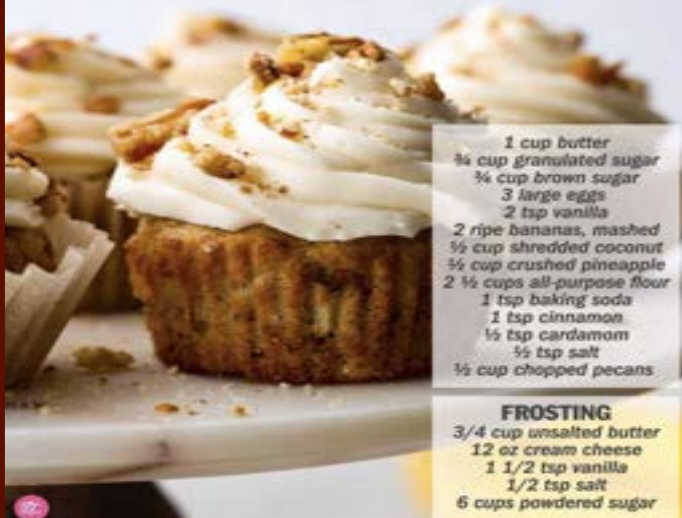 1 cup butter
¾ cup granulated sugar
¾ cup brown sugar
3 large eggs
2 tsp vanilla
2 ripe bananas, mashed
½ cup shredded coconut
½ cup crushed pineapple
2 ½ cups all-purpose flour
1 tsp baking soda
1 tsp cinnamon
½ tsp cardamom
½ tsp salt
½ cup chopped pecans
FROSTING
3/4 cup unsalted butter
12 oz cream cheese
1 1/2 tsp vanilla
1/2 tsp salt
6 cups powdered sugar